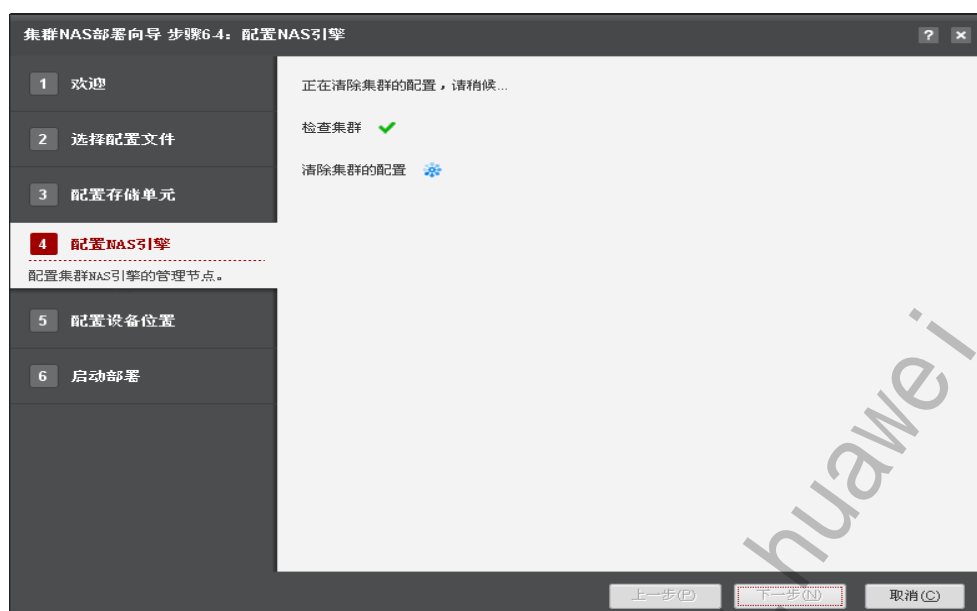 集群NAS部署向导 步骤6-4：配置NAS引擎
? ×
1 欢迎
2 选择配置文件
3 配置存储单元
4 配置NAS引擎
配置集群NAS引擎的管理节点。
5 配置设备位置
6 启动部署
正在清除集群的配置，请稍候...
检查集群
清除集群的配置
huawei
上一步(P) 下一步(N) 取消(C)